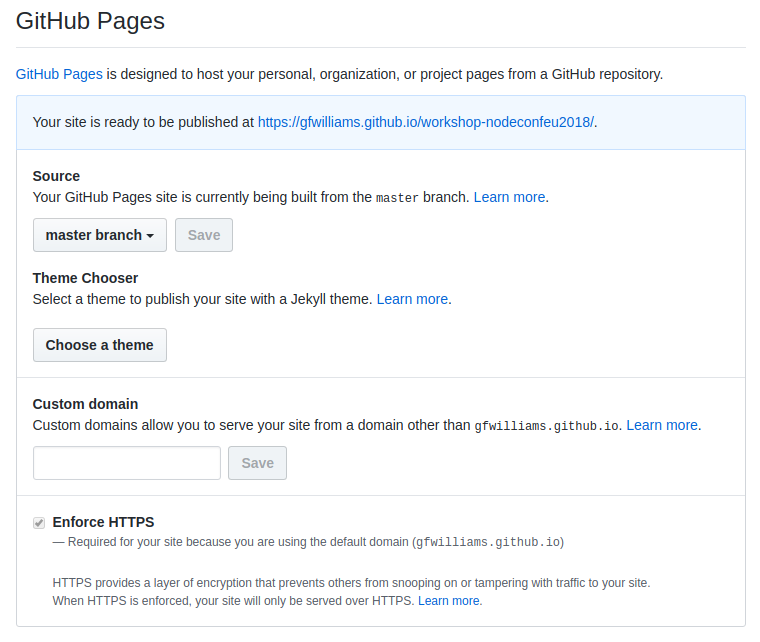 GitHub Pages
GitHub Pages is designed to host your personal, organization, or project pages from a GitHub repository.
Your site is ready to be published at https://gfwilliams.github.io/workshop-nodeconfeu2018/.
Source
Your GitHub Pages site is currently being built from the master branch. Learn more.
master branch Save
Theme Chooser
Select a theme to publish your site with a Jekyll theme. Learn more.
Choose a theme
Custom domain
Custom domains allow you to serve your site from a domain other than gfwilliams.github.io. Learn more.
Save
Enforce HTTPS
— Required for your site because you are using the default domain (gfwilliams.github.io)
HTTPS provides a layer of encryption that prevents others from snooping on or tampering with traffic to your site.
When HTTPS is enforced, your site will only be served over HTTPS. Learn more.